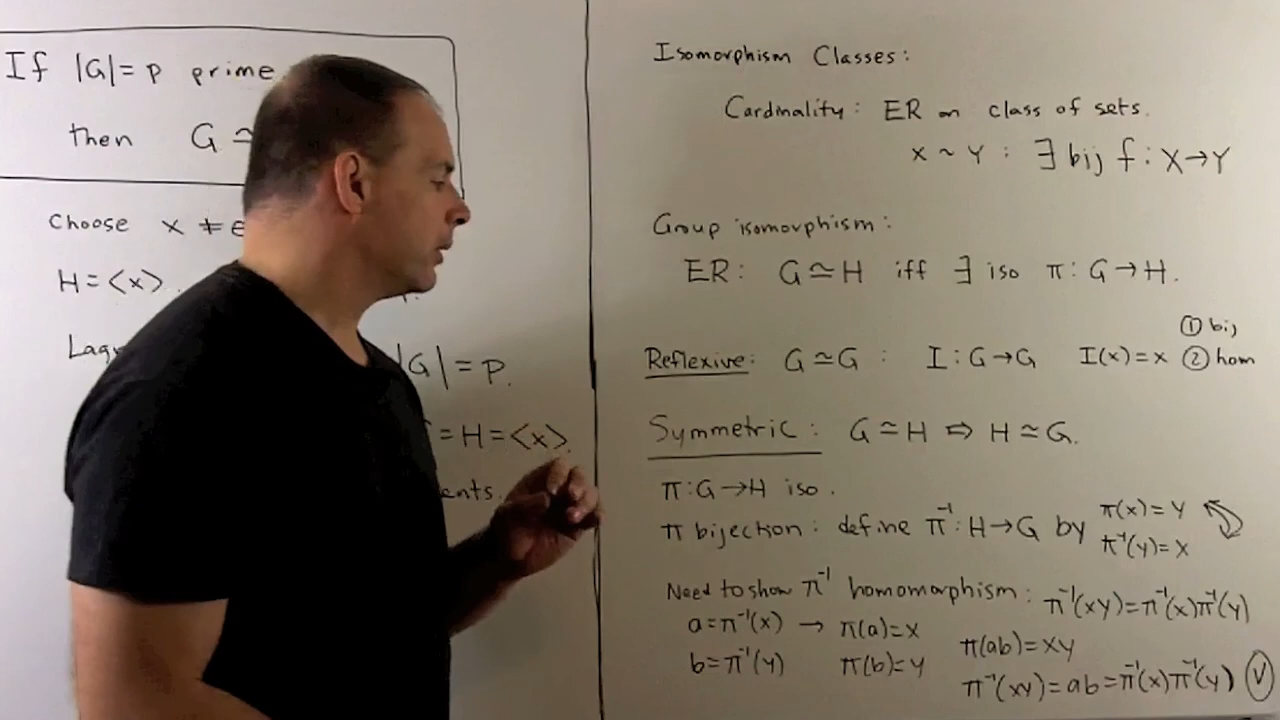 If |G| = p prime
then G ≃
Choose x ≠ e
H = <x>
|G| = p.
= H = <x>.
Isomorphism Classes:
Cardinality: ER on class of sets.
X ~ Y : ∃ bij f: X → Y
Group isomorphism:
ER: G ≃ H iff ∃ iso π: G → H.
Reflexive: G ≃ G : I: G → G I(x) = x ① bij ② hom
Symmetric: G ≃ H ⇒ H ≃ G.
π: G → H iso.
π bijection: define π⁻¹: H → G by π(x) = y
π⁻¹(y) = x
Need to show π⁻¹ homomorphism: π⁻¹(xy) = π⁻¹(x)π⁻¹(y)
a = π⁻¹(x) → π(a) = x
b = π⁻¹(y) π(b) = y
π(ab) = xy
π⁻¹(xy) = ab = π⁻¹(x)π⁻¹(y) ✓